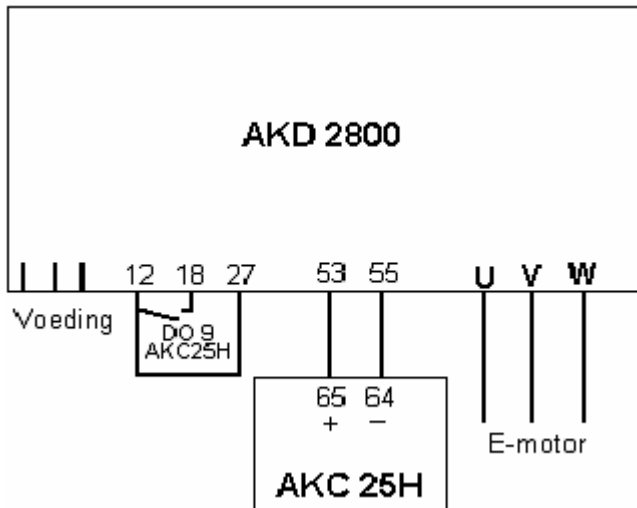 AKD 2800
12 18 27 53 55 U V W
Voeding
DO 9
AKC25H
65 64
+ −
E-motor
AKC 25H